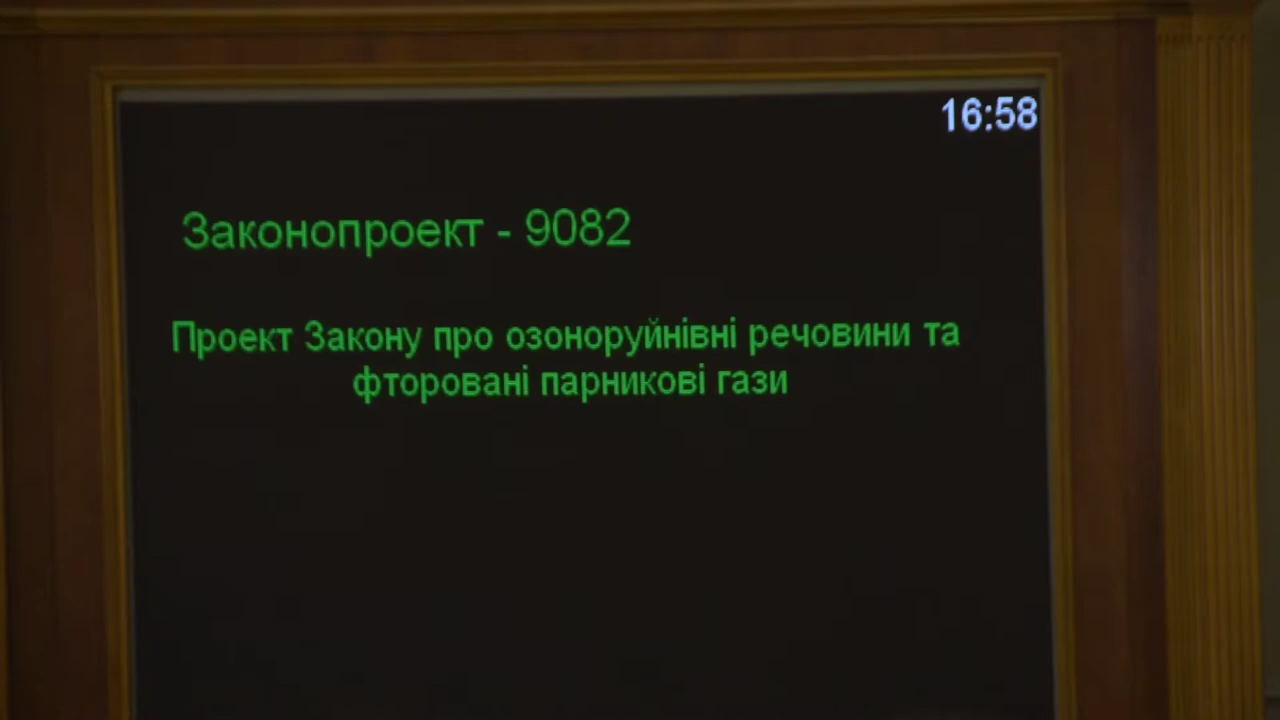 16:58
Законопроект - 9082
Проект Закону про озоноруйнівні речовини та
фторовані парникові гази